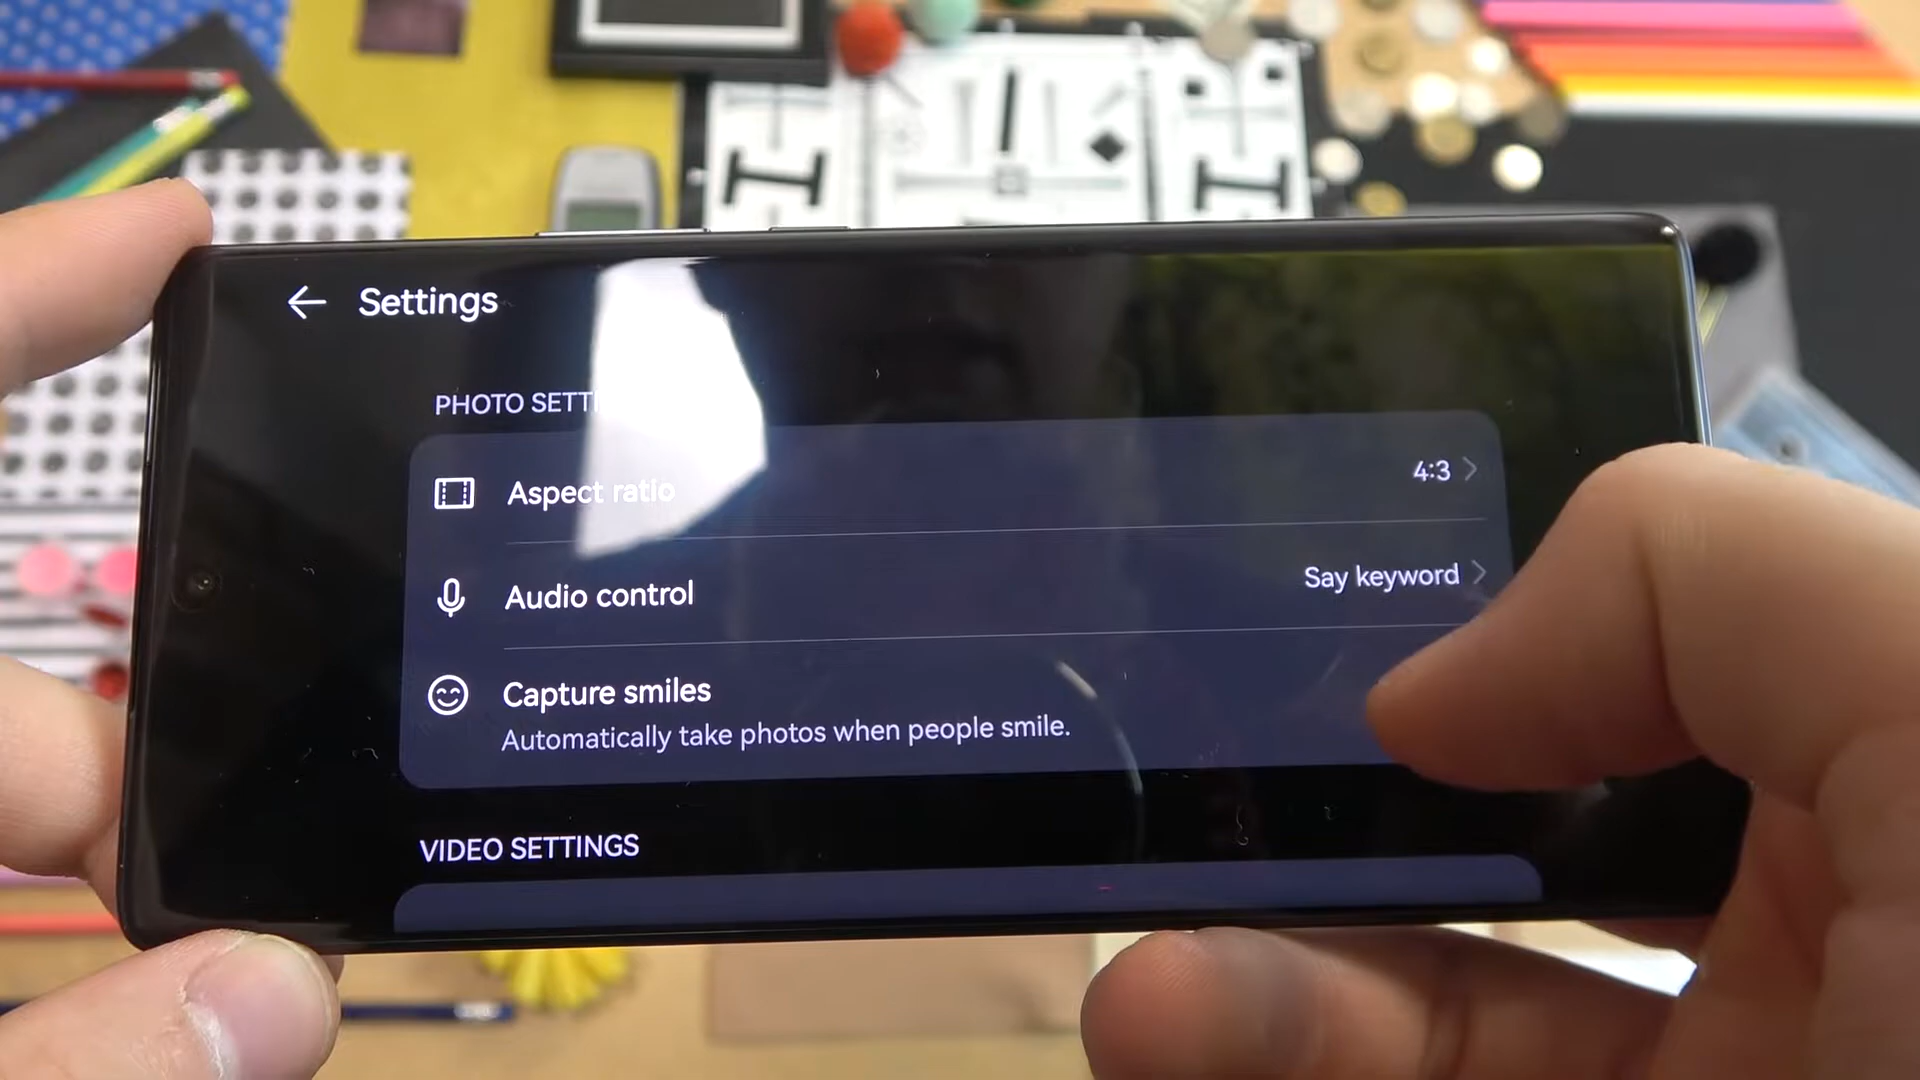 Settings
PHOTO SETT
Aspect ratio
4:3
Audio control
Say keyword
Capture smiles
Automatically take photos when people smile.
VIDEO SETTINGS